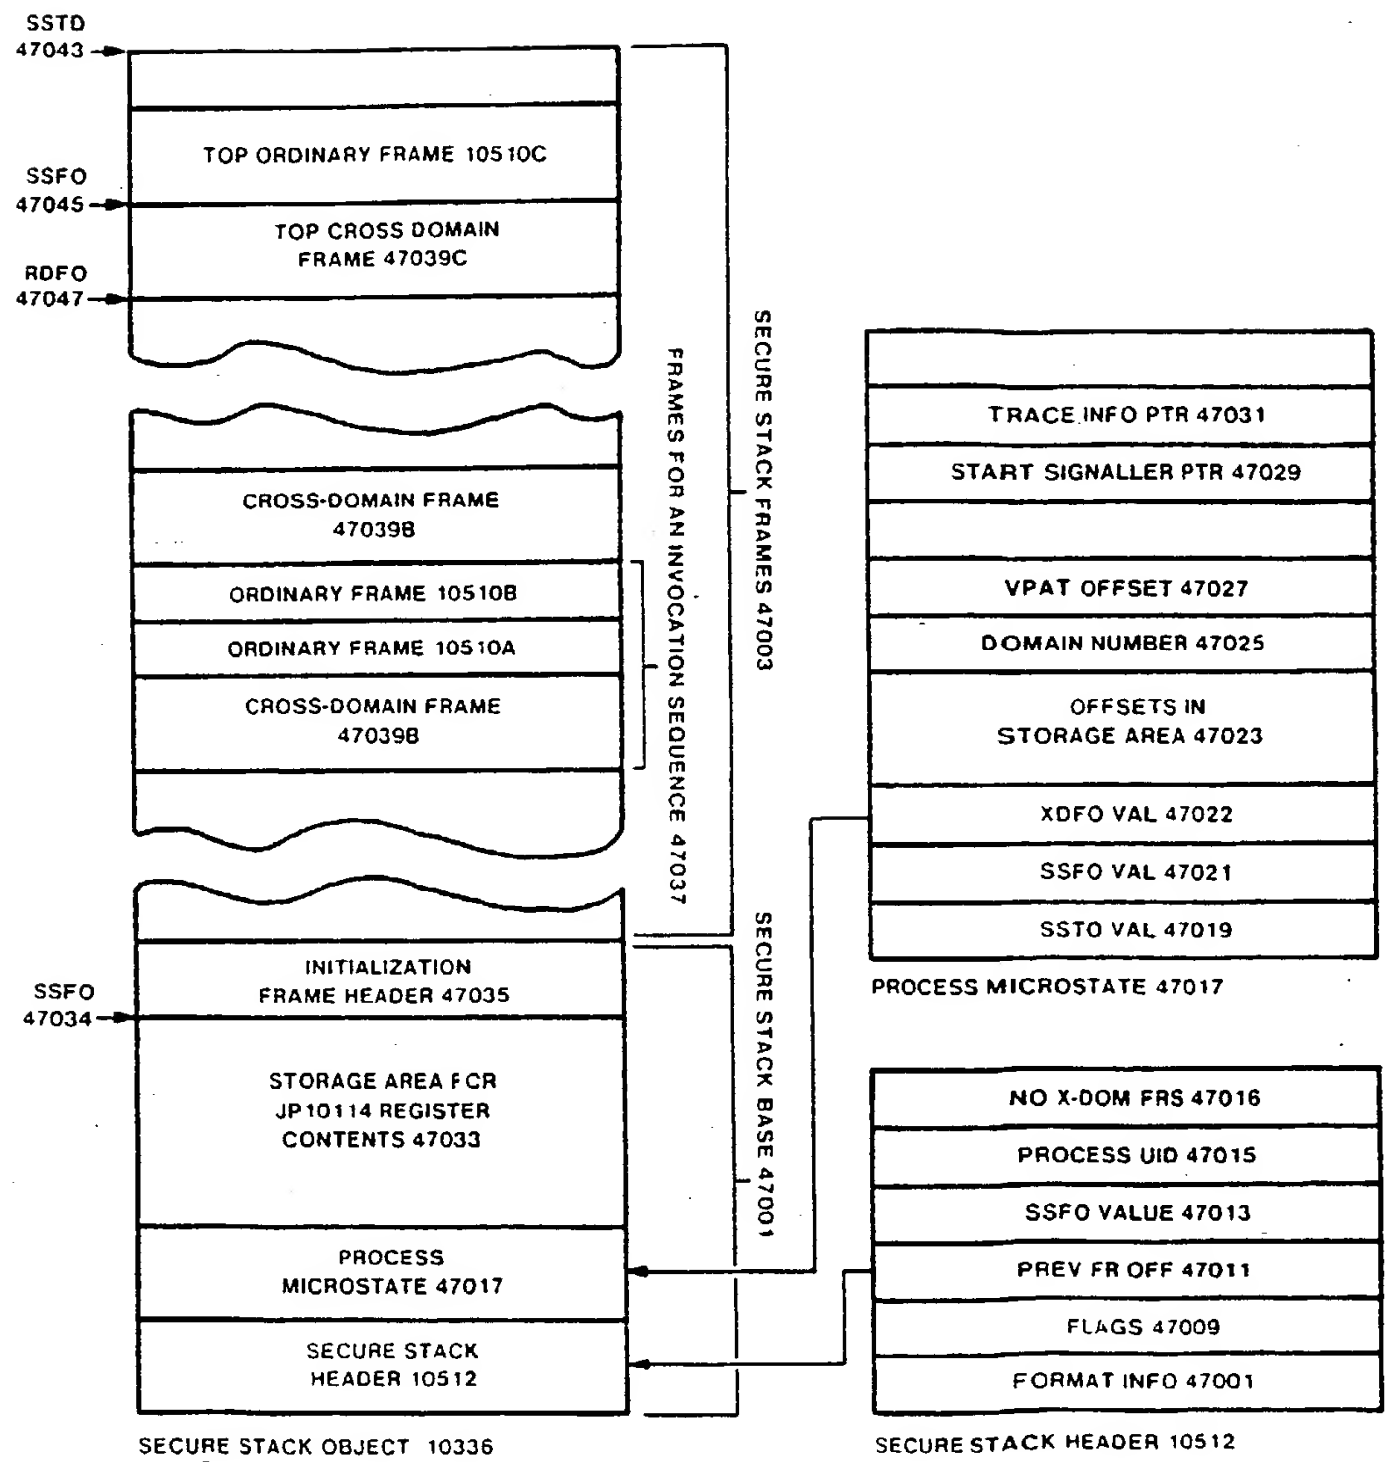 SSTD
47043
TOP ORDINARY FRAME 10510C
SSFO
47045
TOP CROSS DOMAIN
FRAME 47039C
RDFO
47047
CROSS-DOMAIN FRAME
47039B
ORDINARY FRAME 10510B
ORDINARY FRAME 10510A
CROSS-DOMAIN FRAME
47039B
INITIALIZATION
FRAME HEADER 47035
SSFO
47034
STORAGE AREA FCR
JP10114 REGISTER
CONTENTS 47033
PROCESS
MICROSTATE 47017
SECURE STACK
HEADER 10512
SECURE STACK OBJECT 10336
FRAMES FOR AN INVOCATION SEQUENCE 47037
SECURE STACK FRAMES 47003
SECURE STACK BASE 47001
TRACE.INFO PTR 47031
START SIGNALLER PTR 47029
VPAT OFFSET 47027
DOMAIN NUMBER 47025
OFFSETS IN
STORAGE AREA 47023
XDFO VAL 47022
SSFO VAL 47021
SSTO VAL 47019
PROCESS MICROSTATE 47017
NO X-DOM FRS 47016
PROCESS UID 47015
SSFO VALUE 47013
PREV FR OFF 47011
FLAGS 47009
FORMAT INFO 47001
SECURE STACK HEADER 10512